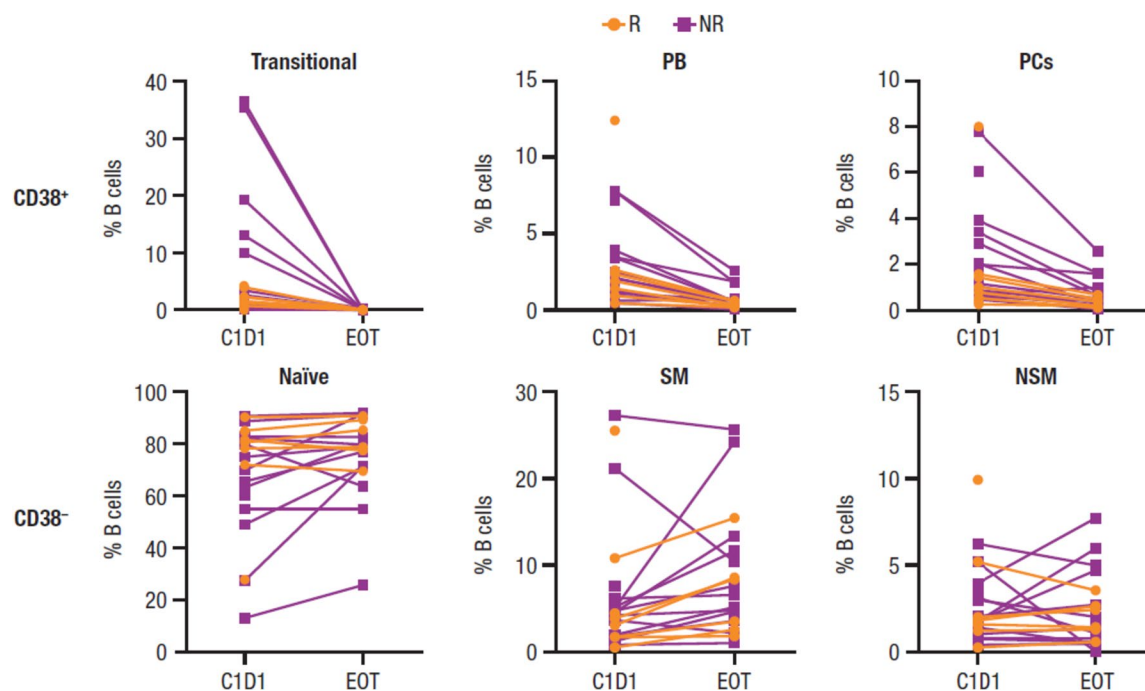 R NR
Transitional PB PCs
CD38⁺
% B cells % B cells % B cells
40 30 20 10 0
15 10 5 0
10 8 6 4 2 0
C1D1 EOT C1D1 EOT C1D1 EOT
Naïve SM NSM
CD38⁻
% B cells % B cells % B cells
100 80 60 40 20 0
30 20 10 0
15 10 5 0
C1D1 EOT C1D1 EOT C1D1 EOT